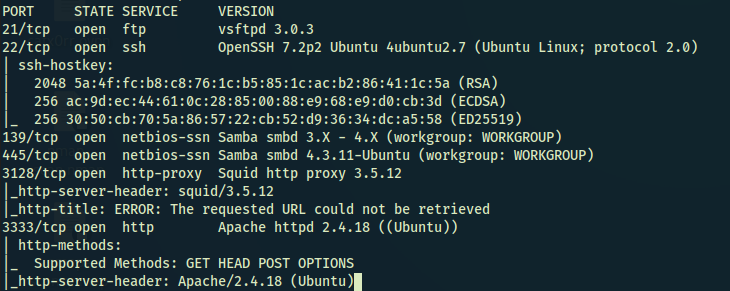 PORT     STATE SERVICE     VERSION
21/tcp   open  ftp         vsftpd 3.0.3
22/tcp   open  ssh         OpenSSH 7.2p2 Ubuntu 4ubuntu2.7 (Ubuntu Linux; protocol 2.0)
| ssh-hostkey:
|   2048 5a:4f:fc:b8:c8:76:1c:b5:85:1c:ac:b2:86:41:1c:5a (RSA)
|   256 ac:9d:ec:44:61:0c:28:85:00:88:e9:68:e9:d0:cb:3d (ECDSA)
|_  256 30:50:cb:70:5a:86:57:22:cb:52:d9:36:34:dc:a5:58 (ED25519)
139/tcp  open  netbios-ssn Samba smbd 3.X - 4.X (workgroup: WORKGROUP)
445/tcp  open  netbios-ssn Samba smbd 4.3.11-Ubuntu (workgroup: WORKGROUP)
3128/tcp open  http-proxy  Squid http proxy 3.5.12
|_http-server-header: squid/3.5.12
|_http-title: ERROR: The requested URL could not be retrieved
3333/tcp open  http        Apache httpd 2.4.18 ((Ubuntu))
| http-methods:
|_  Supported Methods: GET HEAD POST OPTIONS
|_http-server-header: Apache/2.4.18 (Ubuntu)